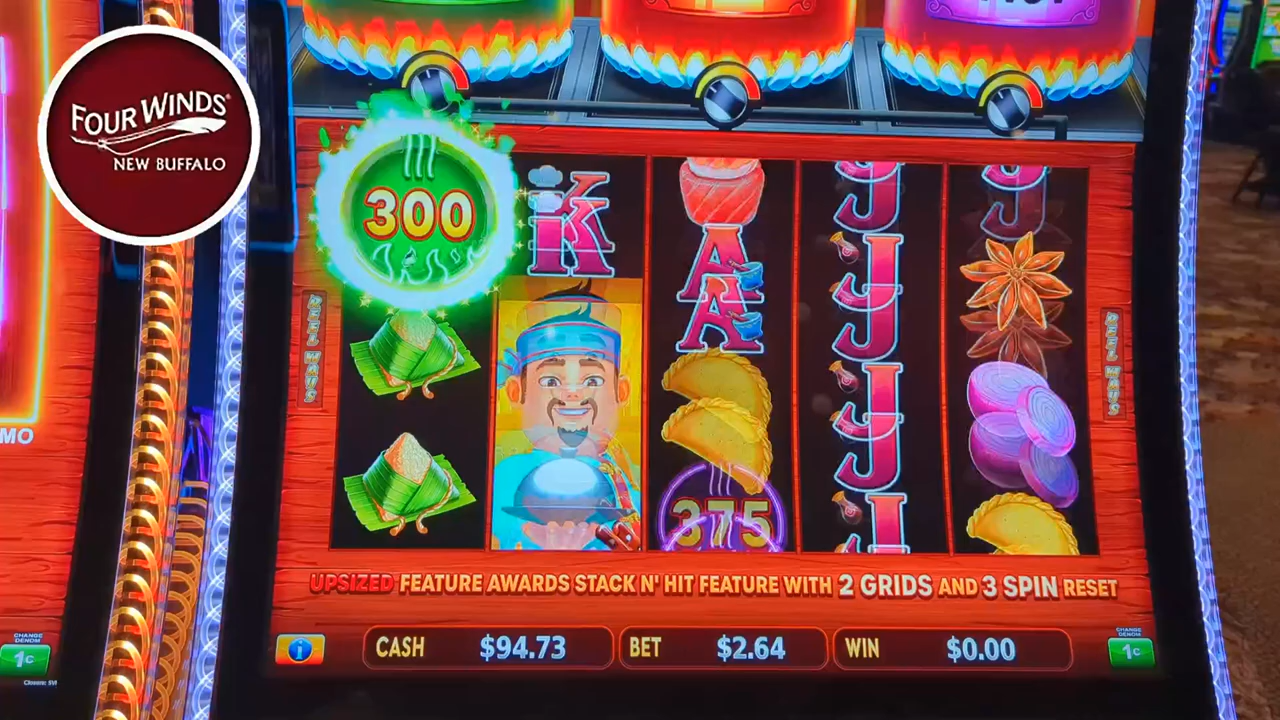 FOUR WINDS®
NEW BUFFALO
300
K
A
A
J
J
J
J
J
375
REEL WAYS
REEL WAYS
MO
UPSIZED FEATURE AWARDS STACK N' HIT FEATURE WITH 2 GRIDS AND 3 SPIN RESET
CASH $94.73
BET $2.64
WIN $0.00
CHANGE DENOM
1¢
CHANGE DENOM
1¢